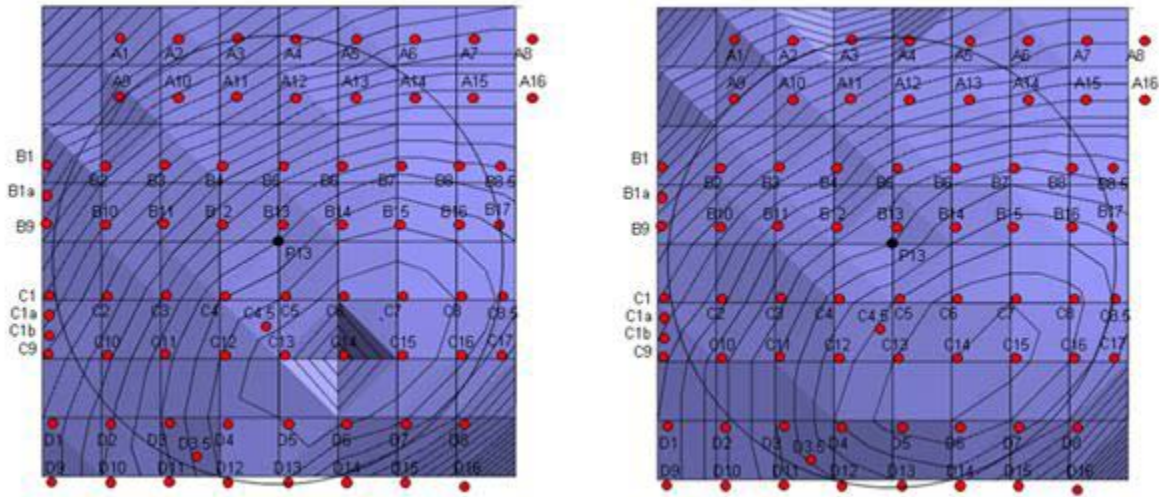 A1 A2 A3 A4 A5 A6 A7 A8
A9 A10 A11 A12 A13 A14 A15 A16
B1 B2 B3 B4 B5 B6 B7 B8 B8.5
B1a
B9 B10 B11 B12 B13 B14 B15 B16 B17
P13
C1 C2 C3 C4 C5 C6 C7 C8 C8.5
C1a C4.5
C1b
C9 C10 C11 C12 C13 C14 C15 C16 C17
D1 D2 D3 D3.5 D4 D5 D6 D7 D8
D9 D10 D11 D12 D13 D14 D15 D16
A1 A2 A3 A4 A5 A6 A7 A8
A9 A10 A11 A12 A13 A14 A15 A16
B1 B2 B3 B4 B5 B6 B7 B8 B8.5
B1a
B9 B10 B11 B12 B13 B14 B15 B16 B17
P13
C1 C2 C3 C4 C5 C6 C7 C8 C8.5
C1a C4.5
C1b
C9 C10 C11 C12 C13 C14 C15 C16 C17
D1 D2 D3 D3.5 D4 D5 D6 D7 D8
D9 D10 D11 D12 D13 D14 D15 D16